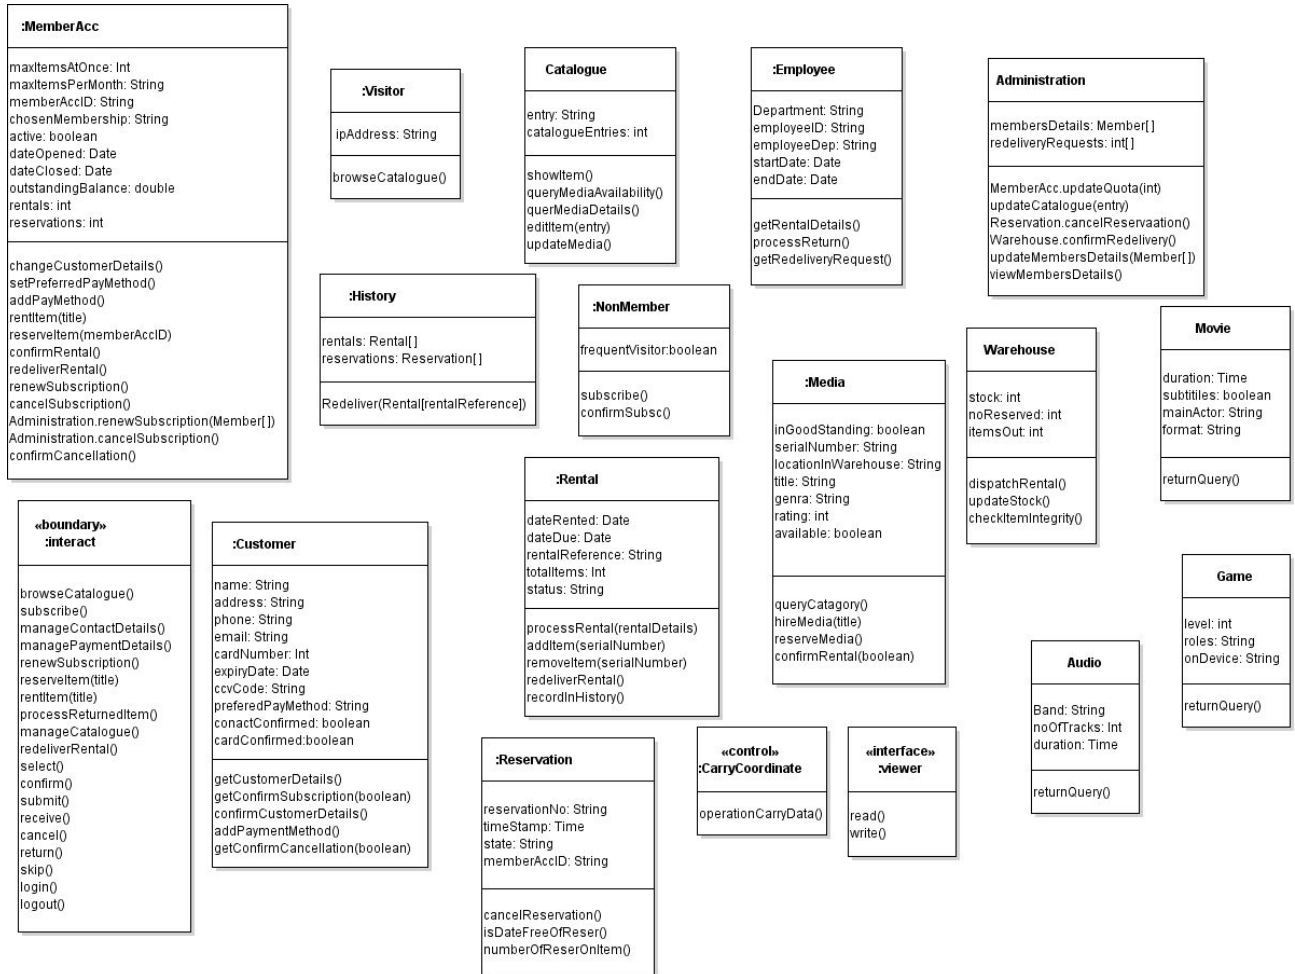 :MemberAcc
maxItemsAtOnce: Int
maxItemsPerMonth: String
memberAccID: String
chosenMembership: String
active: boolean
dateOpened: Date
dateClosed: Date
outstandingBalance: double
rentals: int
reservations: int
changeCustomerDetails()
setPreferredPayMethod()
addPayMethod()
rentItem(title)
reserveItem(memberAccID)
confirmRental()
redeliverRental()
renewSubscription()
cancelSubscription()
Administration.renewSubscription(Member[])
Administration.cancelSubscription()
confirmCancellation()
:Visitor
ipAddress: String
browseCatalogue()
Catalogue
entry: String
catalogueEntries: int
showItem()
queryMediaAvailability()
querMediaDetails()
editItem(entry)
updateMedia()
:Employee
Department: String
employeeID: String
employeeDep: String
startDate: Date
endDate: Date
getRentalDetails()
processReturn()
getRedeliveryRequest()
Administration
membersDetails: Member[]
redeliveryRequests: int[]
MemberAcc.updateQuota(int)
updateCatalogue(entry)
Reservation.cancelReservaation()
Warehouse.confirmRedelivery()
updateMembersDetails(Member[])
viewMembersDetails()
:History
rentals: Rental[]
reservations: Reservation[]
Redeliver(Rental[rentalReference])
:NonMember
frequentVisitor:boolean
subscribe()
confirmSubsc()
:Media
inGoodStanding: boolean
serialNumber: String
locationInWarehouse: String
title: String
genra: String
rating: int
available: boolean
queryCatagory()
hireMedia(title)
reserveMedia()
confirmRental(boolean)
Warehouse
stock: int
noReserved: int
itemsOut: int
dispatchRental()
updateStock()
checkItemIntegrity()
Movie
duration: Time
subtitiles: boolean
mainActor: String
format: String
returnQuery()
«boundary»
:interact
browseCatalogue()
subscribe()
manageContactDetails()
managePaymentDetails()
renewSubscription()
reserveItem(title)
rentItem(title)
processReturnedItem()
manageCatalogue()
redeliverRental()
select()
confirm()
submit()
receive()
cancel()
return()
skip()
login()
logout()
:Customer
name: String
address: String
phone: String
email: String
cardNumber: Int
expiryDate: Date
ccvCode: String
preferedPayMethod: String
conactConfirmed: boolean
cardConfirmed:boolean
getCustomerDetails()
getConfirmSubscription(boolean)
confirmCustomerDetails()
addPaymentMethod()
getConfirmCancellation(boolean)
:Rental
dateRented: Date
dateDue: Date
rentalReference: String
totalItems: Int
status: String
processRental(rentalDetails)
addItem(serialNumber)
removeItem(serialNumber)
redeliverRental()
recordInHistory()
:Reservation
reservationNo: String
timeStamp: Time
state: String
memberAccID: String
cancelReservation()
isDateFreeOfReser()
numberOfReserOnItem()
«control»
:CarryCoordinate
operationCarryData()
«interface»
:viewer
read()
write()
Audio
Band: String
noOfTracks: Int
duration: Time
returnQuery()
Game
level: int
roles: String
onDevice: String
returnQuery()